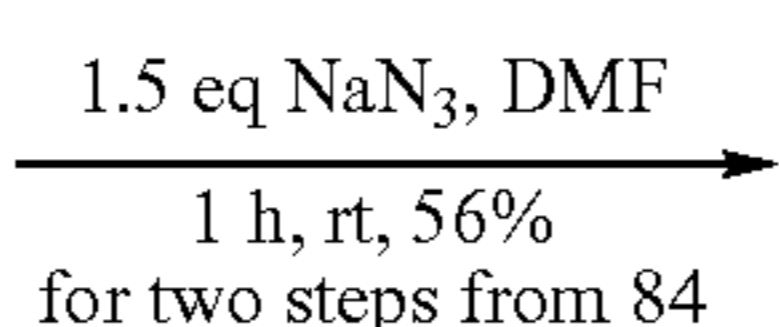 1.5 eq NaN₃, DMF
1 h, rt, 56%
for two steps from 84